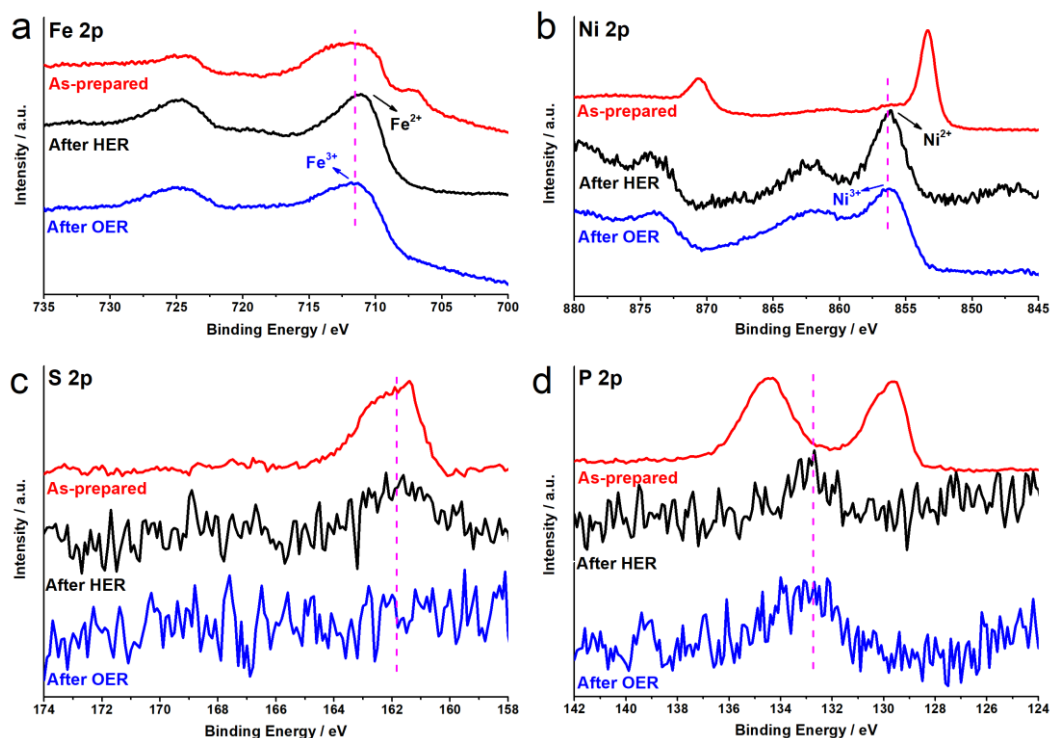 a
Fe 2p
As-prepared
Fe²⁺
After HER
Fe³⁺
After OER
Intensity / a.u.
735 730 725 720 715 710 705 700
Binding Energy / eV
b
Ni 2p
As-prepared
Ni²⁺
After HER
Ni³⁺
After OER
Intensity / a.u.
880 875 870 865 860 855 850 845
Binding Energy / eV
c
S 2p
As-prepared
After HER
After OER
Intensity / a.u.
174 172 170 168 166 164 162 160 158
Binding Energy / eV
d
P 2p
As-prepared
After HER
After OER
Intensity / a.u.
142 140 138 136 134 132 130 128 126 124
Binding Energy / eV